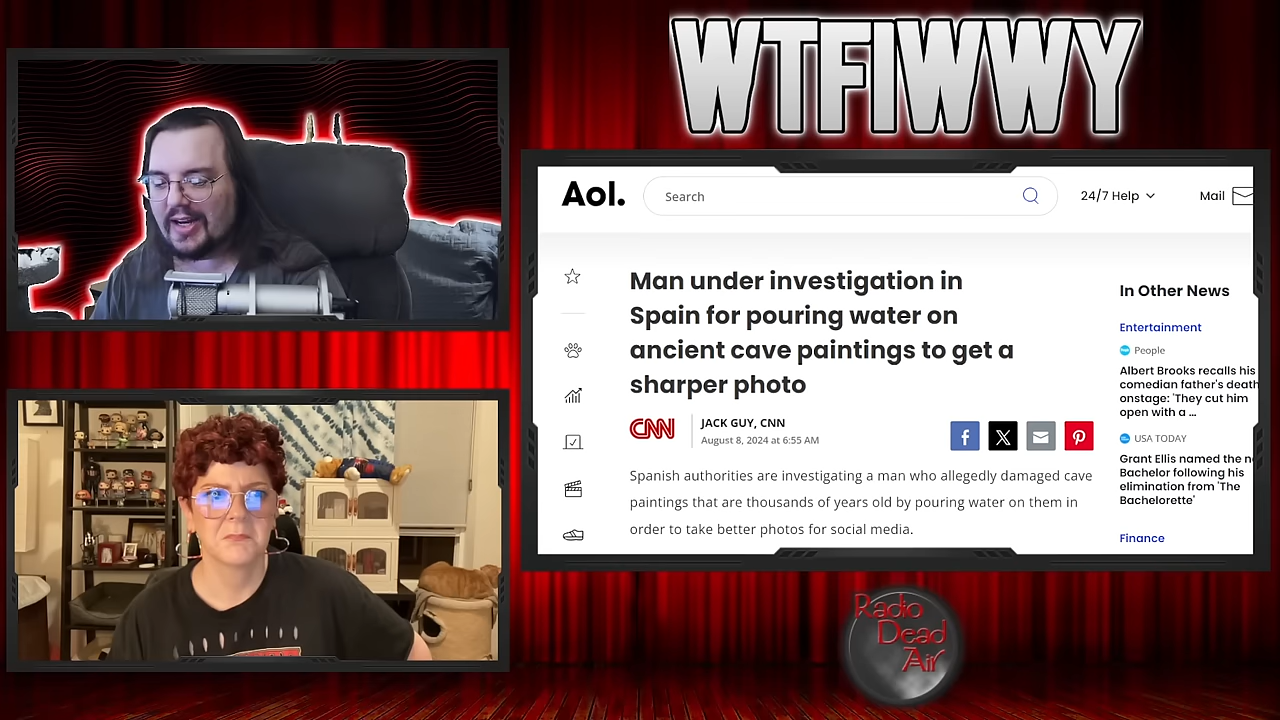 WTFIWWY
Aol.
Search
24/7 Help
Mail
Man under investigation in
Spain for pouring water on
ancient cave paintings to get a
sharper photo
CNN
JACK GUY, CNN
August 8, 2024 at 6:55 AM
Spanish authorities are investigating a man who allegedly damaged cave
paintings that are thousands of years old by pouring water on them in
order to take better photos for social media.
In Other News
Entertainment
People
Albert Brooks recalls his
comedian father's death
onstage: 'They cut him
open with a ...
USA TODAY
Grant Ellis named the
Bachelor following his
elimination from 'The
Bachelorette'
Finance
Radio
Dead
Air